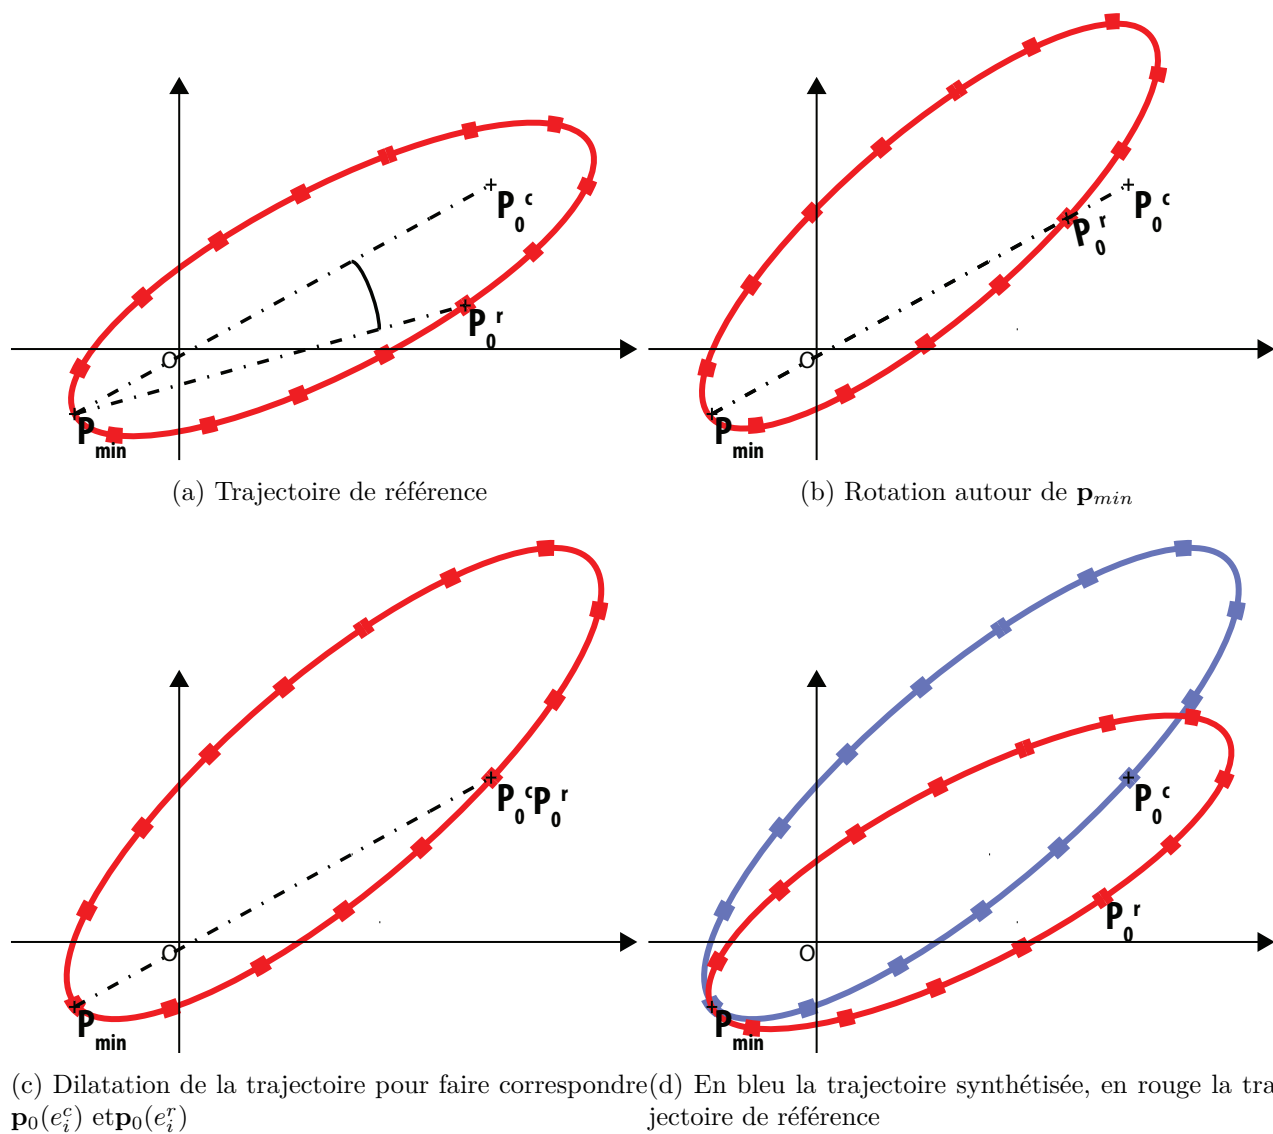 P0c
P0r
O
Pmin
(a) Trajectoire de référence
P0c
P0r
O
Pmin
(b) Rotation autour de pmin
P0cP0r
O
Pmin
(c) Dilatation de la trajectoire pour faire correspondre
p0(eic) etp0(eir)
P0c
P0r
O
Pmin
(d) En bleu la trajectoire synthétisée, en rouge la tra
jectoire de référence